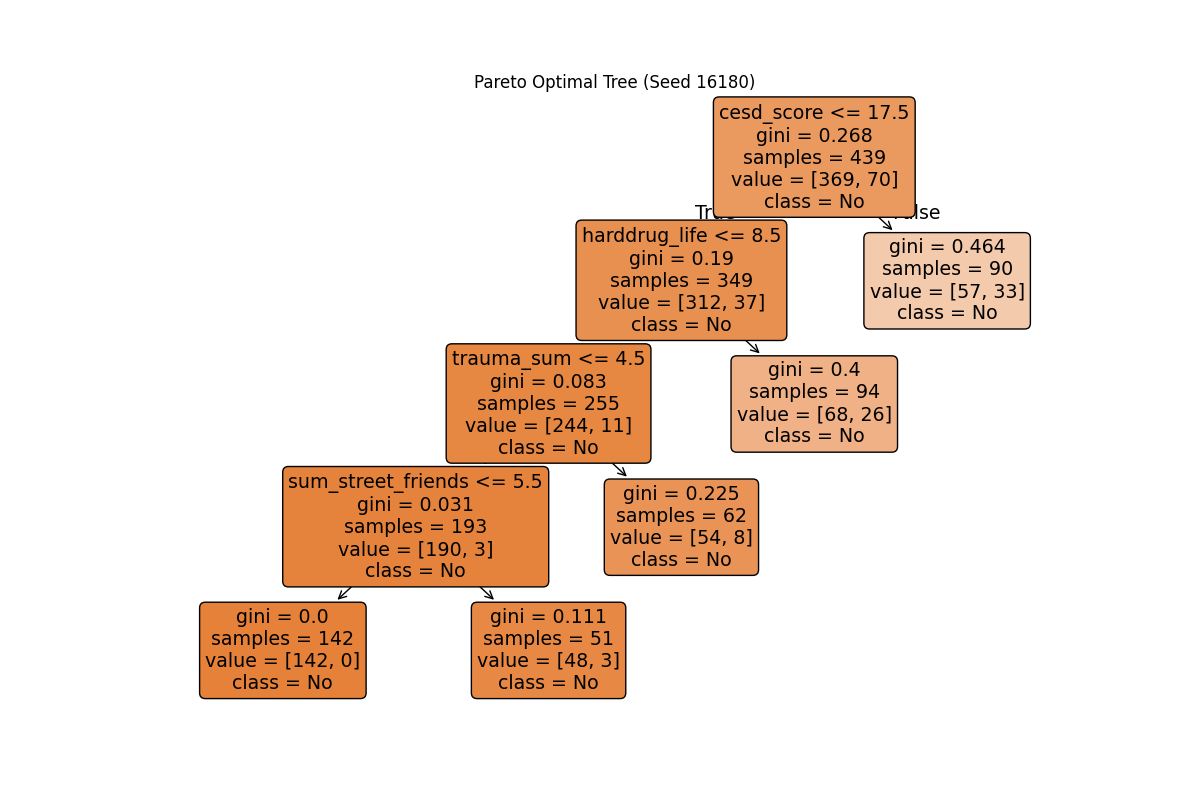 Pareto Optimal Tree (Seed 16180)
cesd_score <= 17.5
gini = 0.268
samples = 439
value = [369, 70]
class = No
harddrug_life <= 8.5
gini = 0.19
samples = 349
value = [312, 37]
class = No
gini = 0.464
samples = 90
value = [57, 33]
class = No
trauma_sum <= 4.5
gini = 0.083
samples = 255
value = [244, 11]
class = No
gini = 0.4
samples = 94
value = [68, 26]
class = No
sum_street_friends <= 5.5
gini = 0.031
samples = 193
value = [190, 3]
class = No
gini = 0.225
samples = 62
value = [54, 8]
class = No
gini = 0.0
samples = 142
value = [142, 0]
class = No
gini = 0.111
samples = 51
value = [48, 3]
class = No